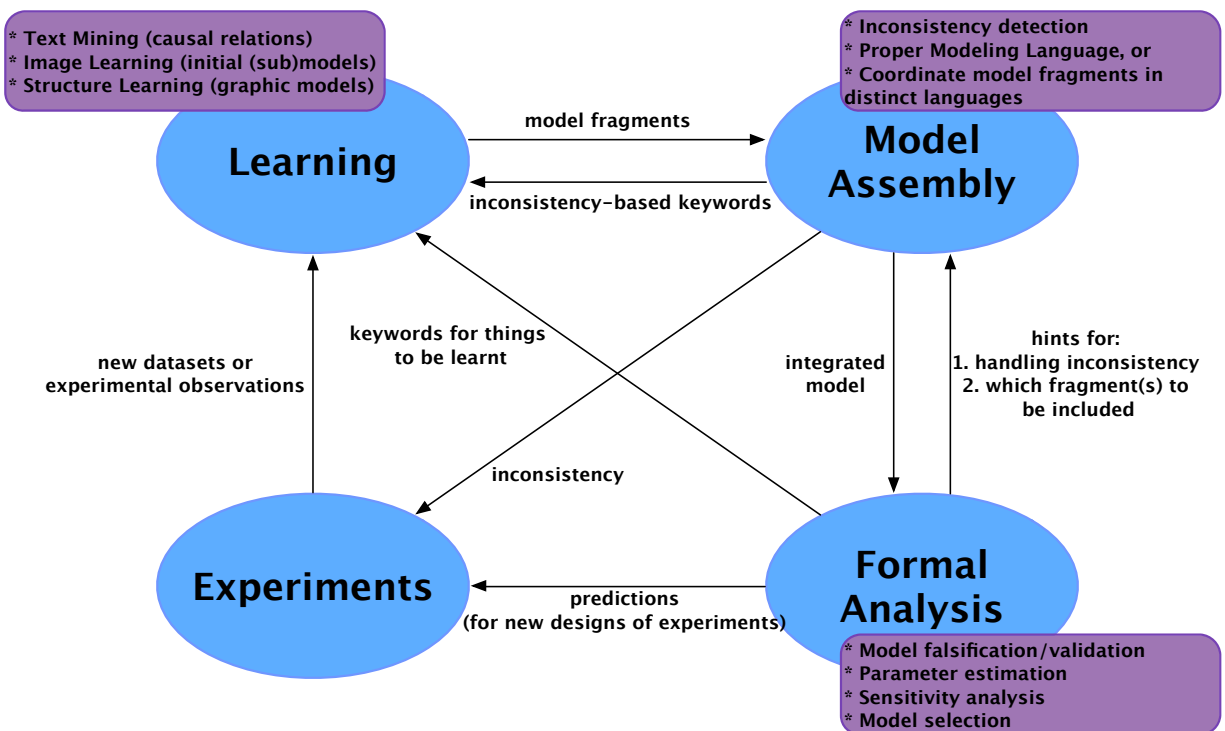 * Text Mining (causal relations)
* Image Learning (initial (sub)models)
* Structure Learning (graphic models)
* Inconsistency detection
* Proper Modeling Language, or
* Coordinate model fragments in
distinct languages
Learning
model fragments
Model
Assembly
inconsistency-based keywords
keywords for things
to be learnt
new datasets or
experimental observations
integrated
model
hints for:
1. handling inconsistency
2. which fragment(s) to
be included
inconsistency
Experiments
predictions
(for new designs of experiments)
Formal
Analysis
* Model falsification/validation
* Parameter estimation
* Sensitivity analysis
* Model selection